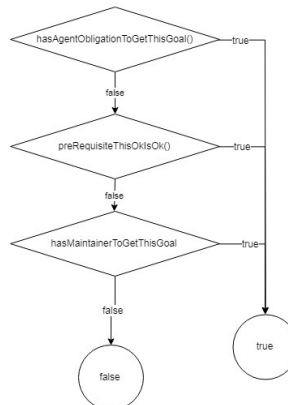 hasAgentObligationToGetThisGoal()
true
false
preRequisiteThisOkIsOk()
true
false
hasMaintainerToGetThisGoal
true
false
true
false